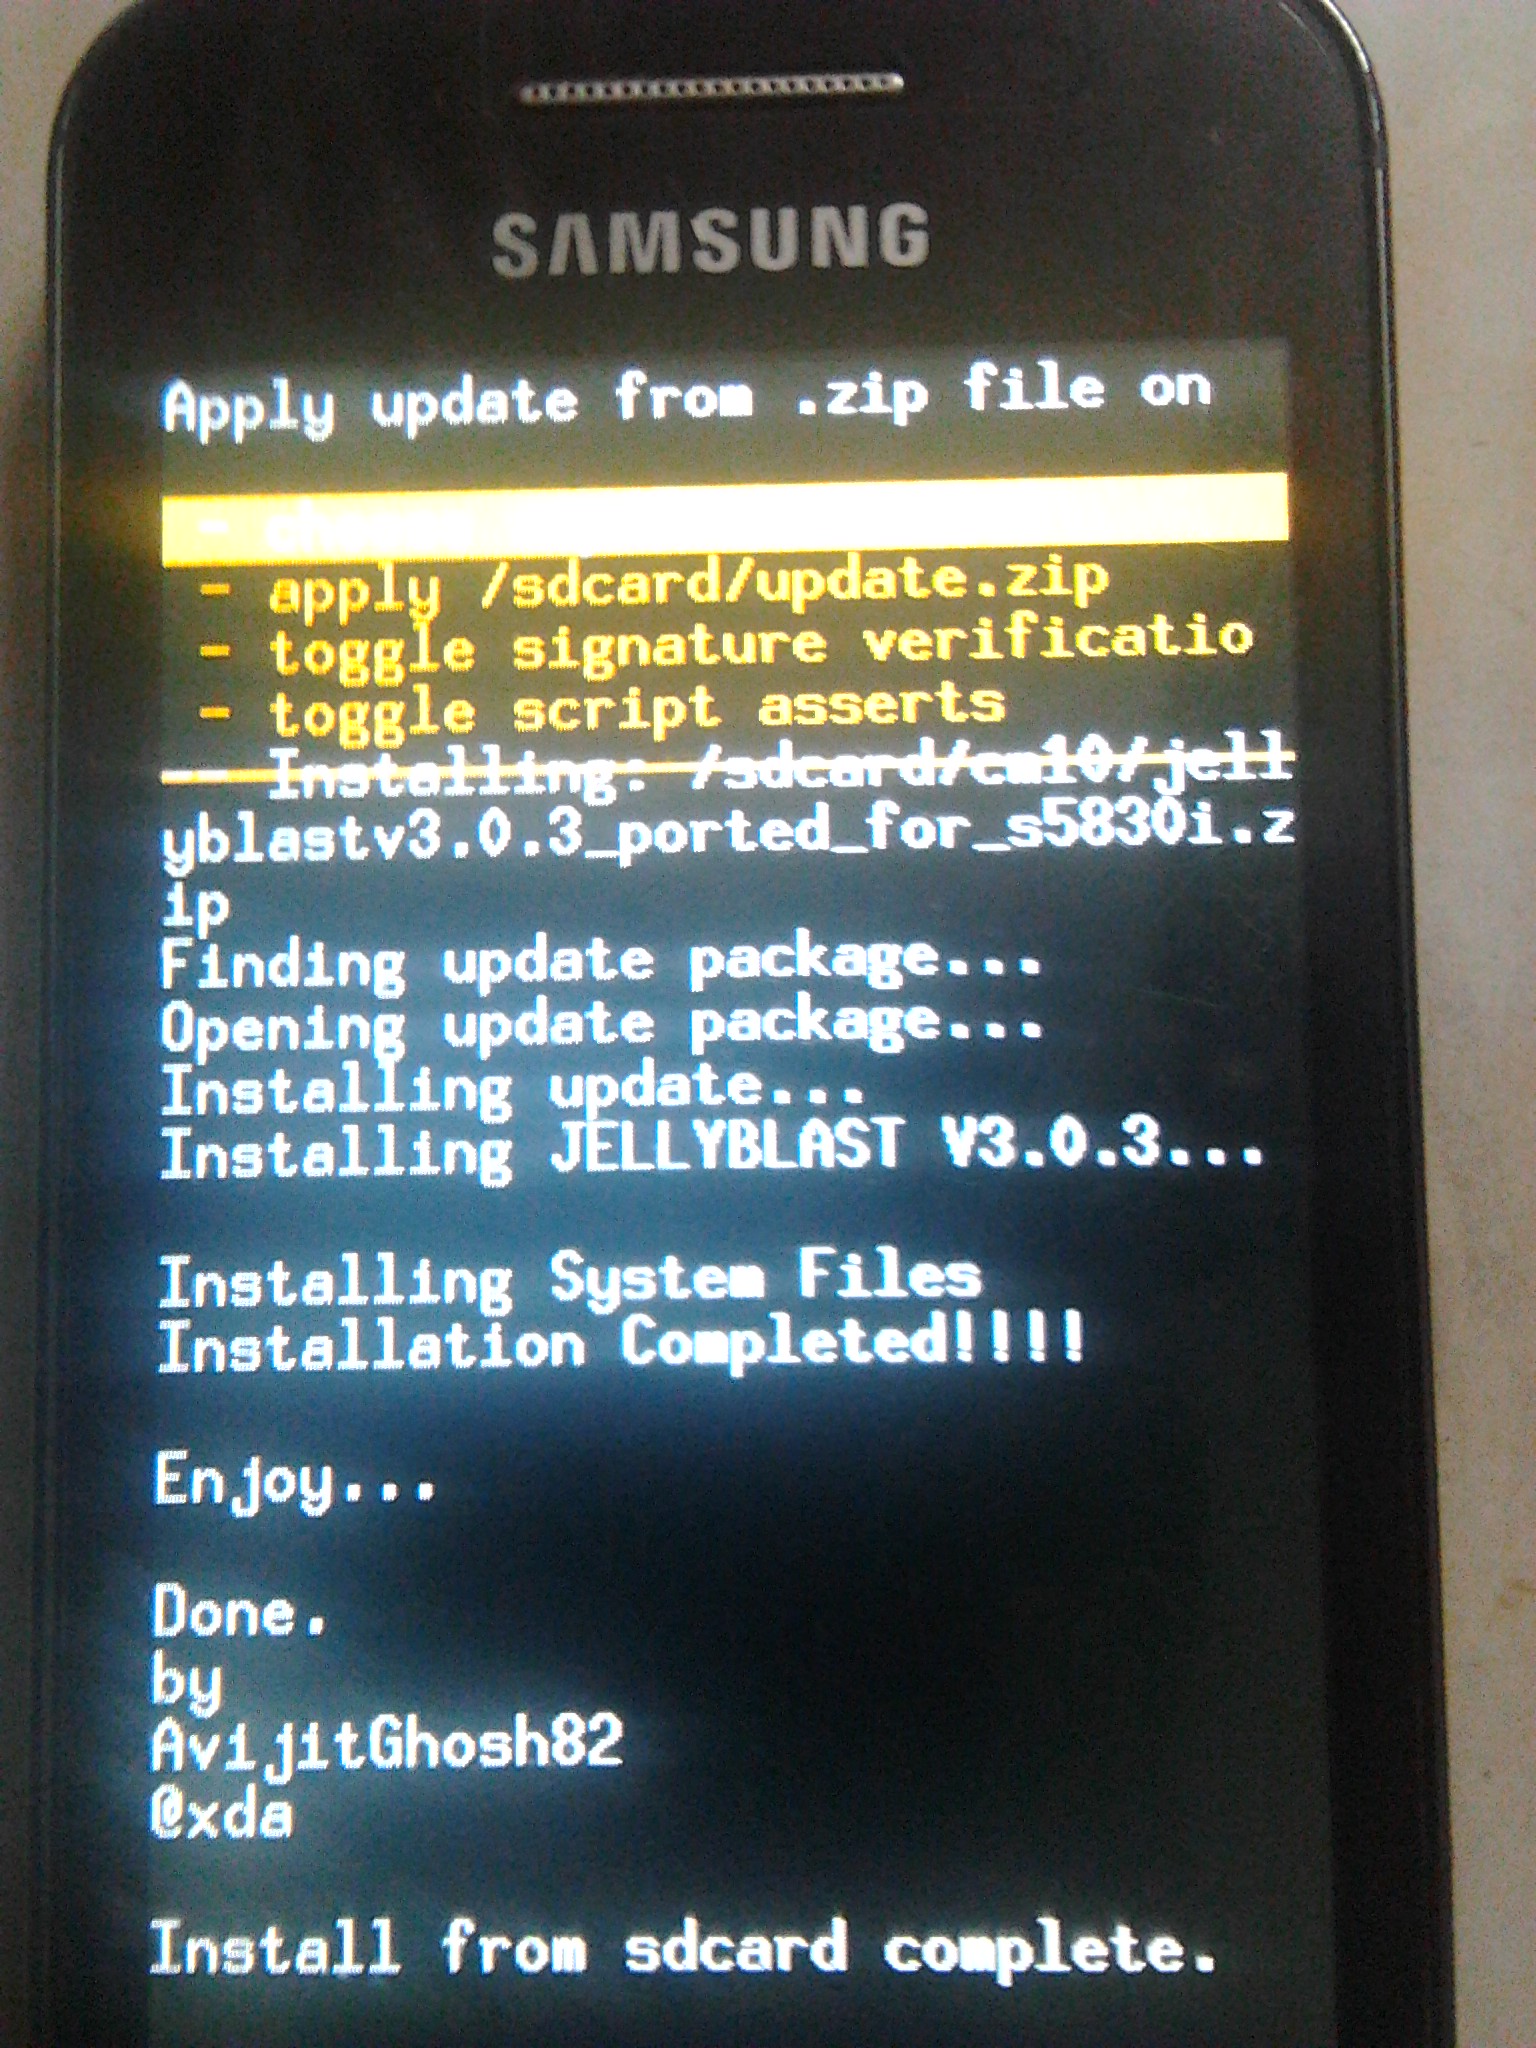 SAMSUNG
Apply update from .zip file on
-
- apply /sdcard/update.zip
- toggle signature verificatio
- toggle script asserts
-- Installing: /sdcard/cm10/jell
yblastv3.0.3_ported_for_s5830i.z
ip
Finding update package...
Opening update package...
Installing update...
Installing JELLYBLAST V3.0.3...
Installing System Files
Installation Completed!!!!
Enjoy...
Done.
by
AvijitGhosh82
@xda
Install from sdcard complete.